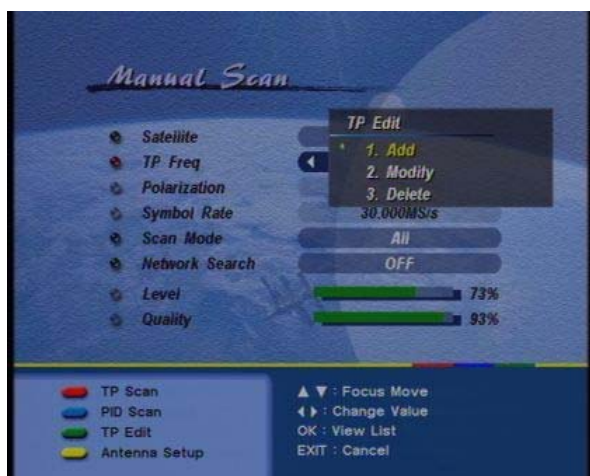 Manual Scan
TP Edit
* 1. Add
2. Modify
3. Delete
Satellite
TP Freq
Polarization
Symbol Rate
30.000MS/s
Scan Mode
All
Network Search
OFF
Level
73%
Quality
93%
TP Scan
PID Scan
TP Edit
Antenna Setup
▲ ▼ : Focus Move
◀ ▶ : Change Value
OK : View List
EXIT : Cancel